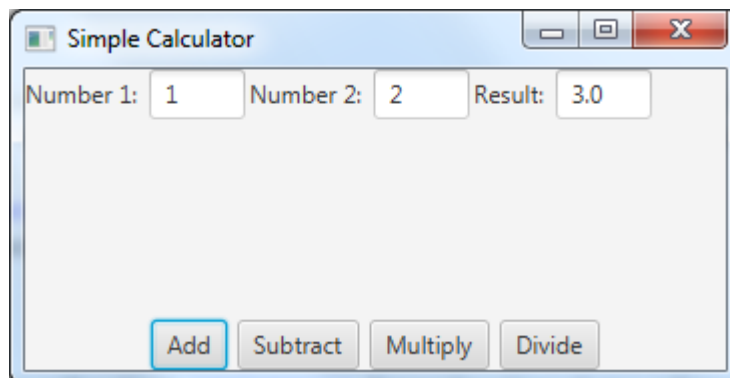 Simple Calculator
Number 1: 1 Number 2: 2 Result: 3.0
Add Subtract Multiply Divide